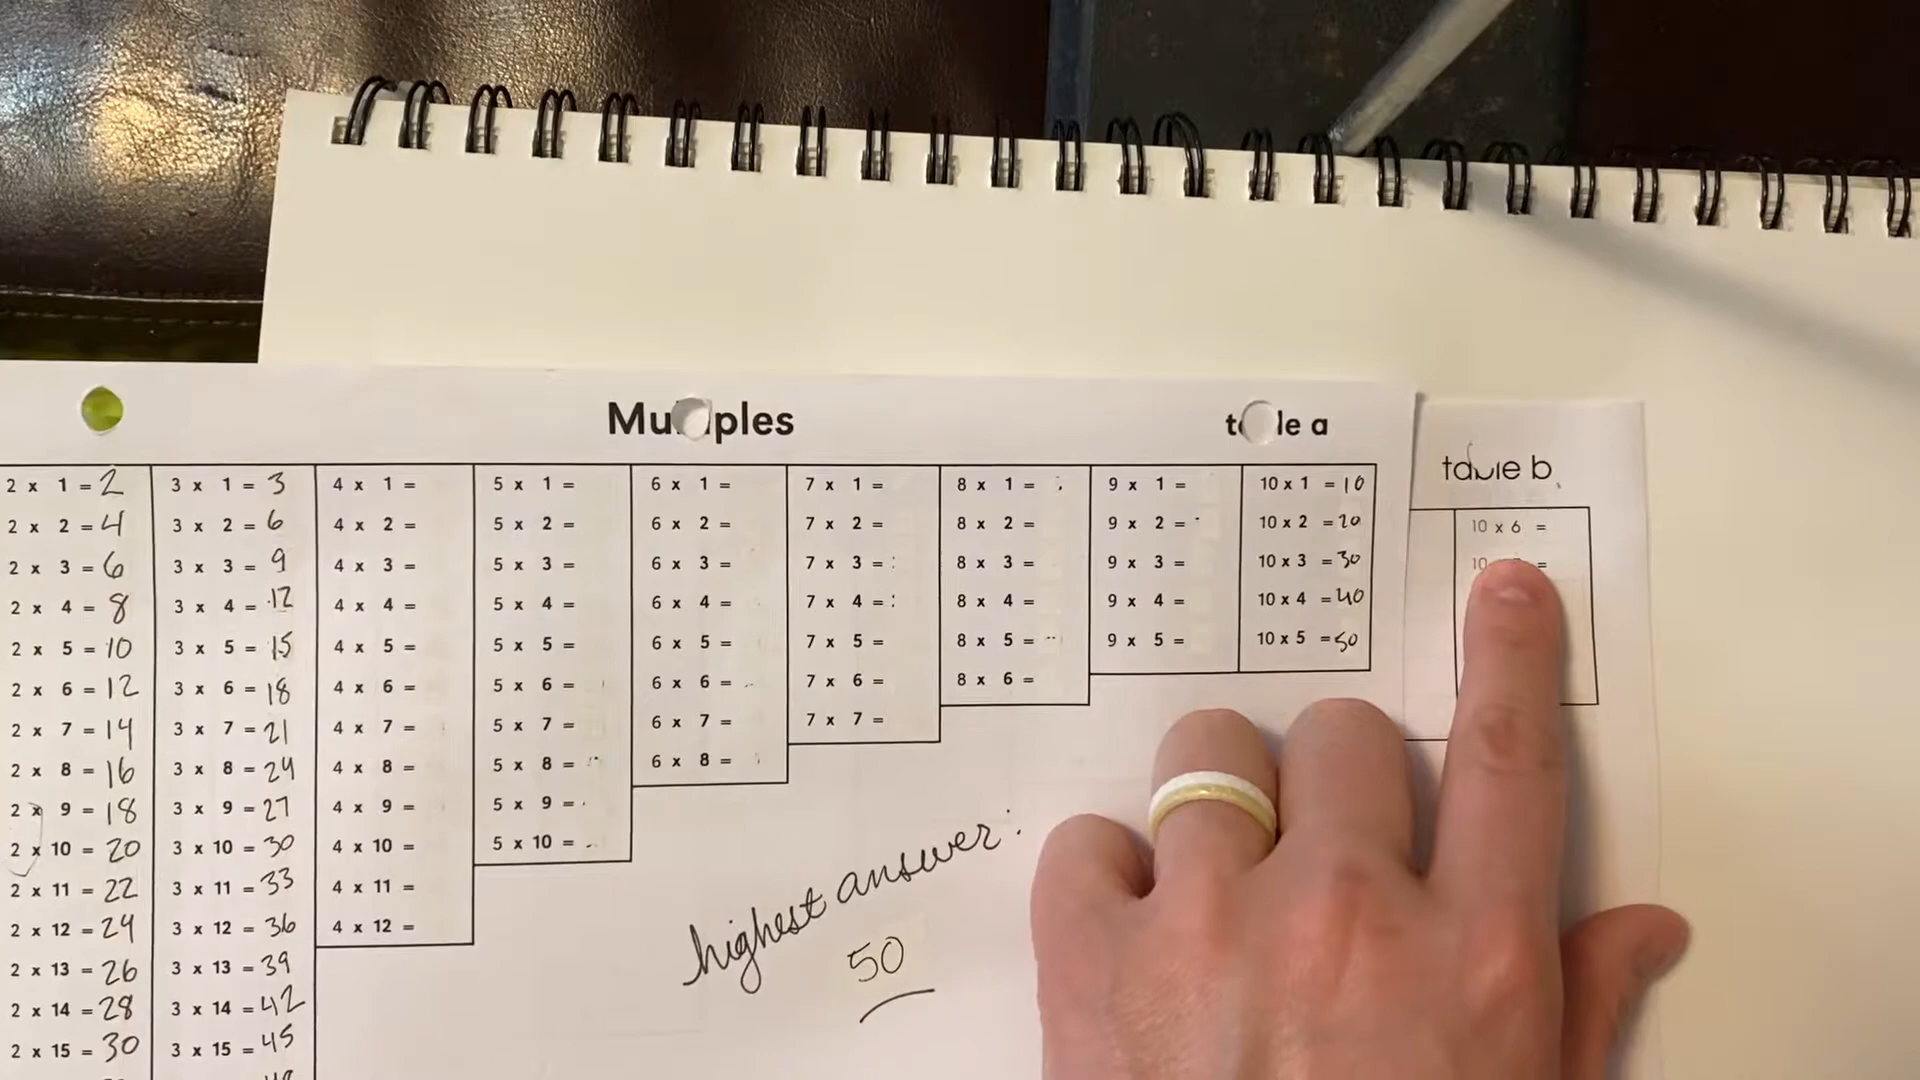 Mu ples
t le a
2 x 1 = 2
2 x 2 = 4
2 x 3 = 6
2 x 4 = 8
2 x 5 = 10
2 x 6 = 12
2 x 7 = 14
2 x 8 = 16
2 x 9 = 18
2 x 10 = 20
2 x 11 = 22
2 x 12 = 24
2 x 13 = 26
2 x 14 = 28
2 x 15 = 30
3 x 1 = 3
3 x 2 = 6
3 x 3 = 9
3 x 4 = 12
3 x 5 = 15
3 x 6 = 18
3 x 7 = 21
3 x 8 = 24
3 x 9 = 27
3 x 10 = 30
3 x 11 = 33
3 x 12 = 36
3 x 13 = 39
3 x 14 = 42
3 x 15 = 45
4 x 1 =
4 x 2 =
4 x 3 =
4 x 4 =
4 x 5 =
4 x 6 =
4 x 7 =
4 x 8 =
4 x 9 =
4 x 10 =
4 x 11 =
4 x 12 =
5 x 1 =
5 x 2 =
5 x 3 =
5 x 4 =
5 x 5 =
5 x 6 =
5 x 7 =
5 x 8 =
5 x 9 =
5 x 10 =
6 x 1 =
6 x 2 =
6 x 3 =
6 x 4 =
6 x 5 =
6 x 6 =
6 x 7 =
6 x 8 =
7 x 1 =
7 x 2 =
7 x 3 =
7 x 4 =
7 x 5 =
7 x 6 =
7 x 7 =
8 x 1 =
8 x 2 =
8 x 3 =
8 x 4 =
8 x 5 =
8 x 6 =
9 x 1 =
9 x 2 =
9 x 3 =
9 x 4 =
9 x 5 =
10 x 1 = 10
10 x 2 = 20
10 x 3 = 30
10 x 4 = 40
10 x 5 = 50
highest answer:
50
table b
10 x 6 =
10 =